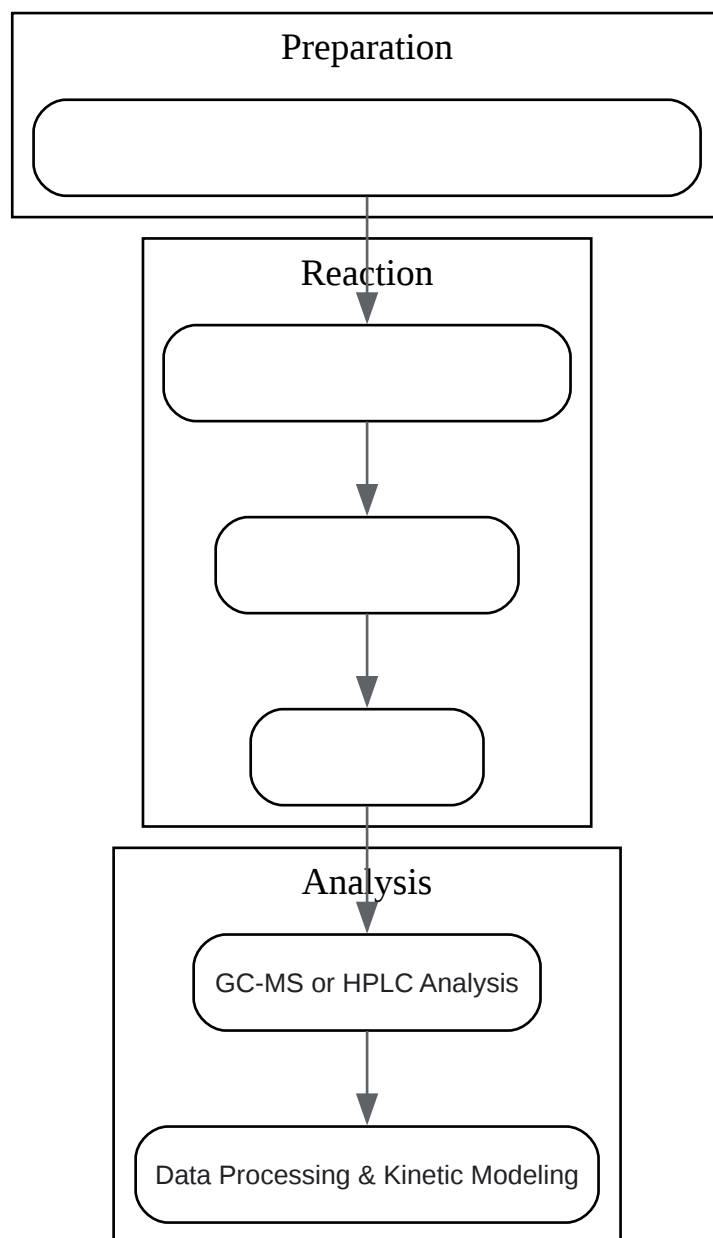 Preparation
Reaction
Analysis
GC-MS or HPLC Analysis
Data Processing & Kinetic Modeling